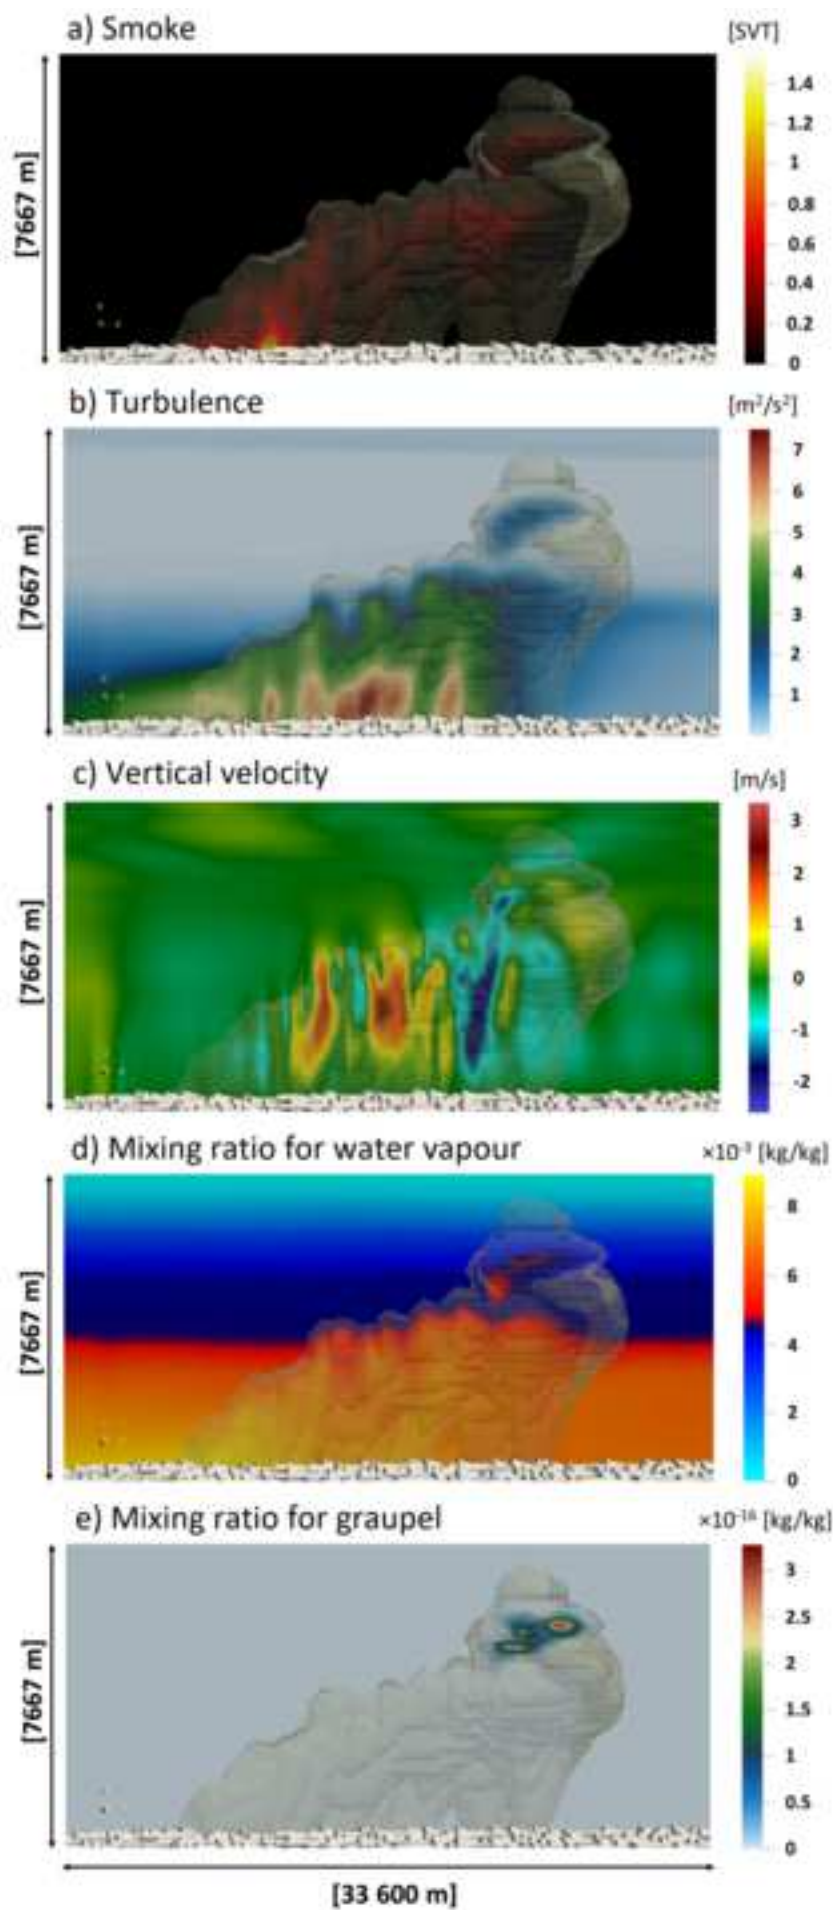 a) Smoke
[SVT]
[7667 m]
1.4
1.2
1
0.8
0.6
0.4
0.2
0
b) Turbulence
[m²/s²]
[7667 m]
7
6
5
4
3
2
1
c) Vertical velocity
[m/s]
[7667 m]
3
2
1
0
-1
-2
d) Mixing ratio for water vapour
×10⁻³ [kg/kg]
[7667 m]
8
6
4
2
0
e) Mixing ratio for graupel
×10⁻¹⁶ [kg/kg]
[7667 m]
3
2.5
2
1.5
1
0.5
0
[33 600 m]